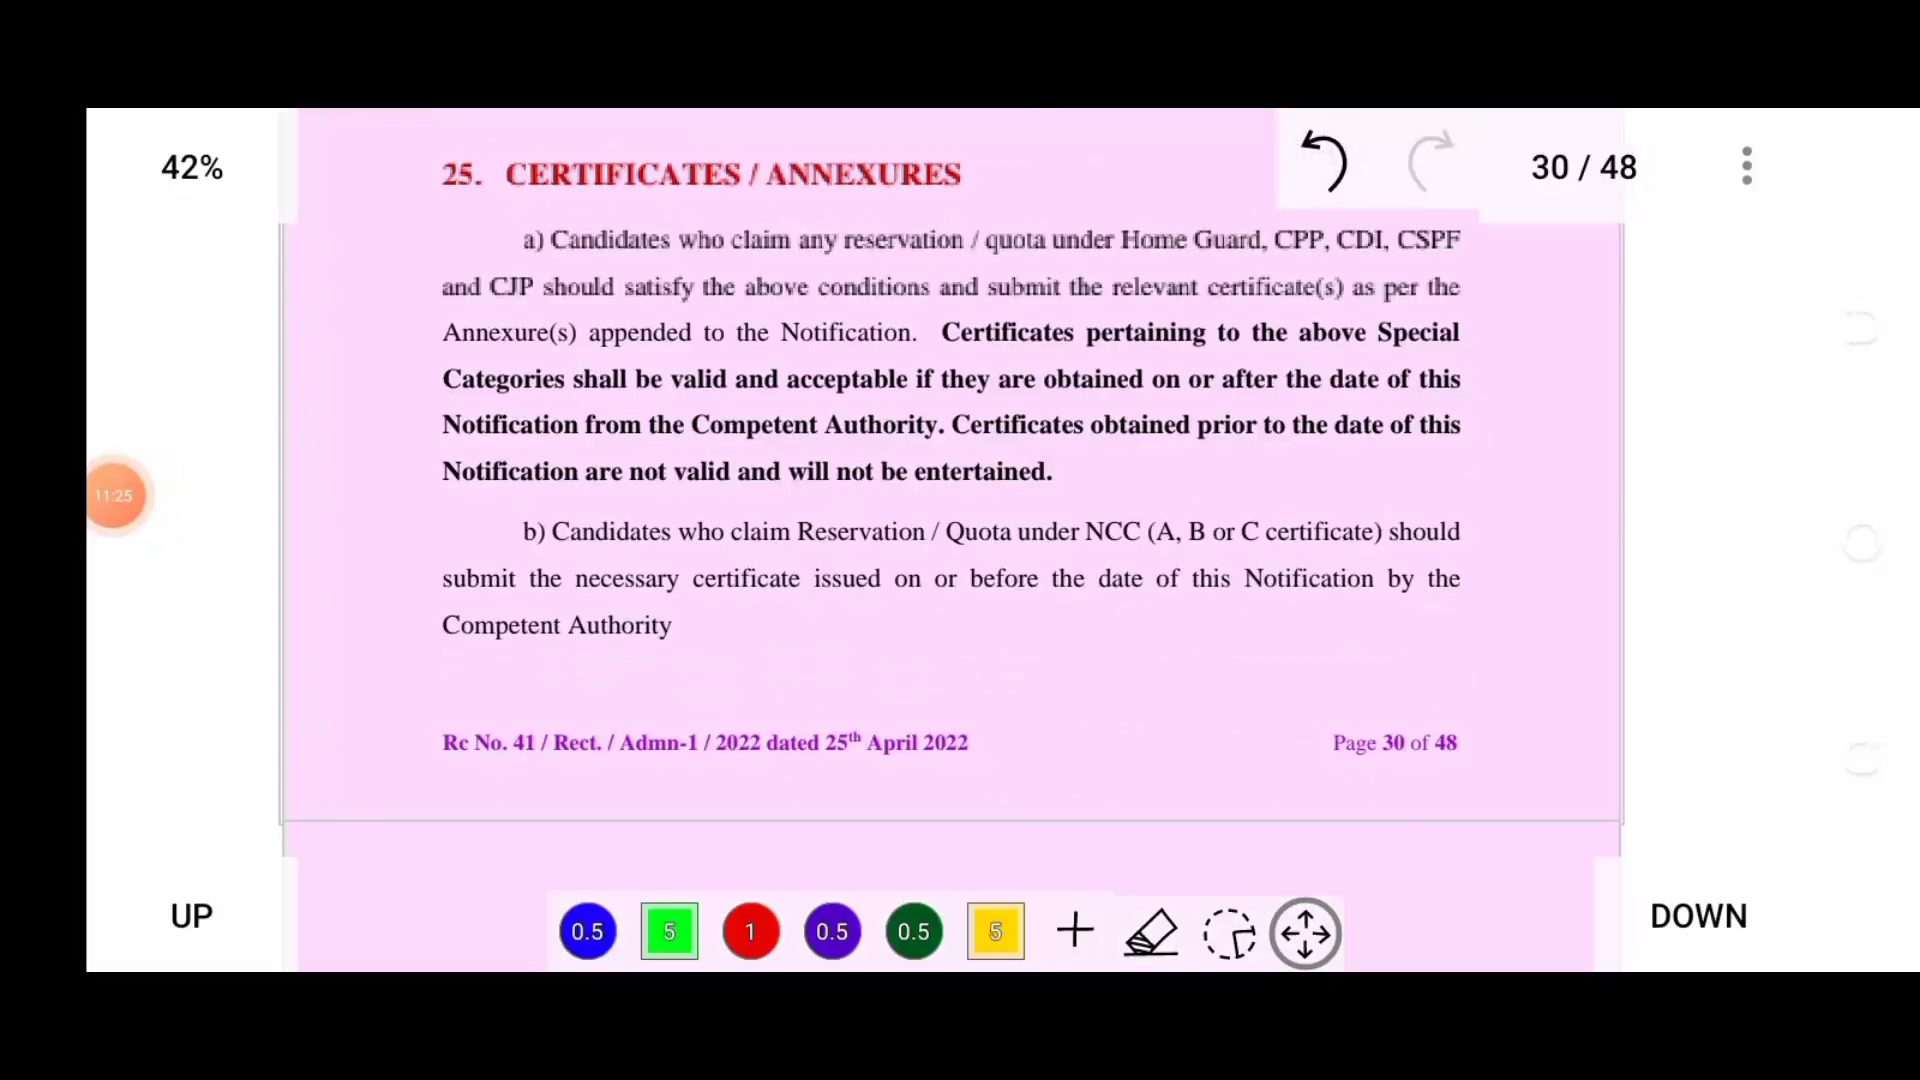 42%
30 / 48
25. CERTIFICATES / ANNEXURES
a) Candidates who claim any reservation / quota under Home Guard, CPP, CDI, CSPF
and CJP should satisfy the above conditions and submit the relevant certificate(s) as per the
Annexure(s) appended to the Notification. Certificates pertaining to the above Special
Categories shall be valid and acceptable if they are obtained on or after the date of this
Notification from the Competent Authority. Certificates obtained prior to the date of this
Notification are not valid and will not be entertained.
11:25
b) Candidates who claim Reservation / Quota under NCC (A, B or C certificate) should
submit the necessary certificate issued on or before the date of this Notification by the
Competent Authority
Rc No. 41 / Rect. / Admn-1 / 2022 dated 25th April 2022
Page 30 of 48
UP
0.5
5
1
0.5
0.5
5
DOWN